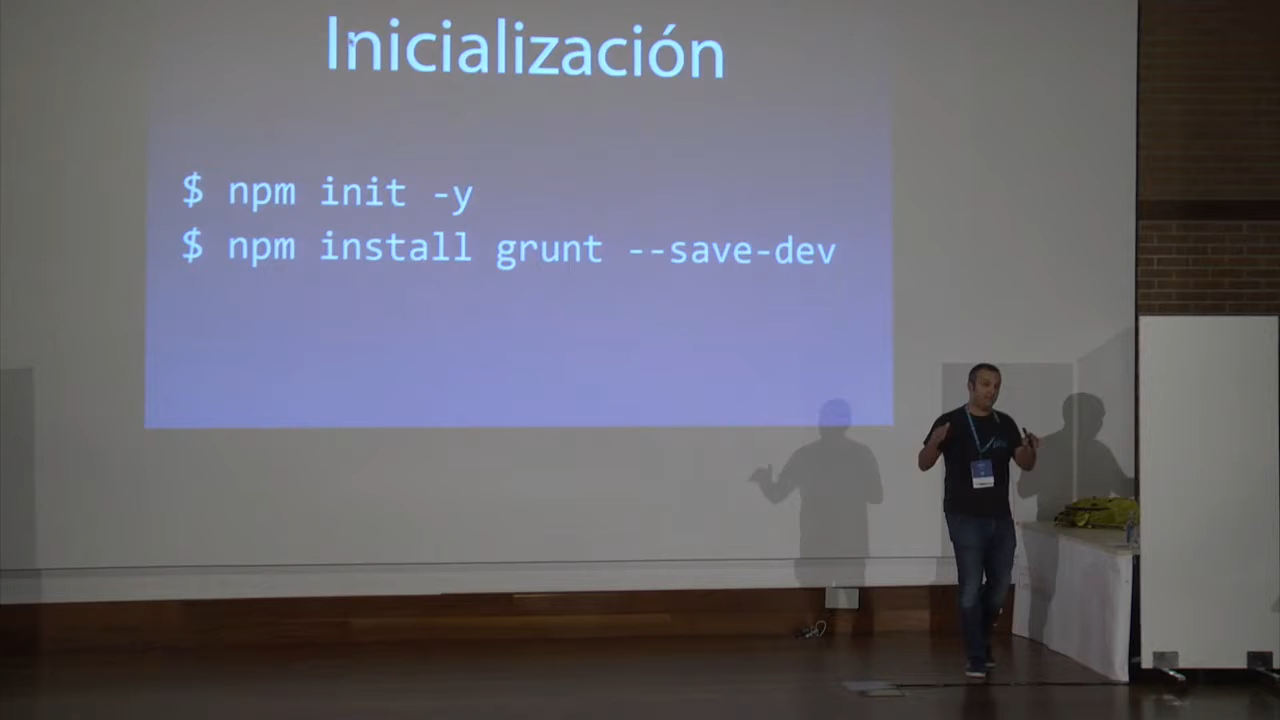 Inicialización
$ npm init -y
$ npm install grunt --save-dev